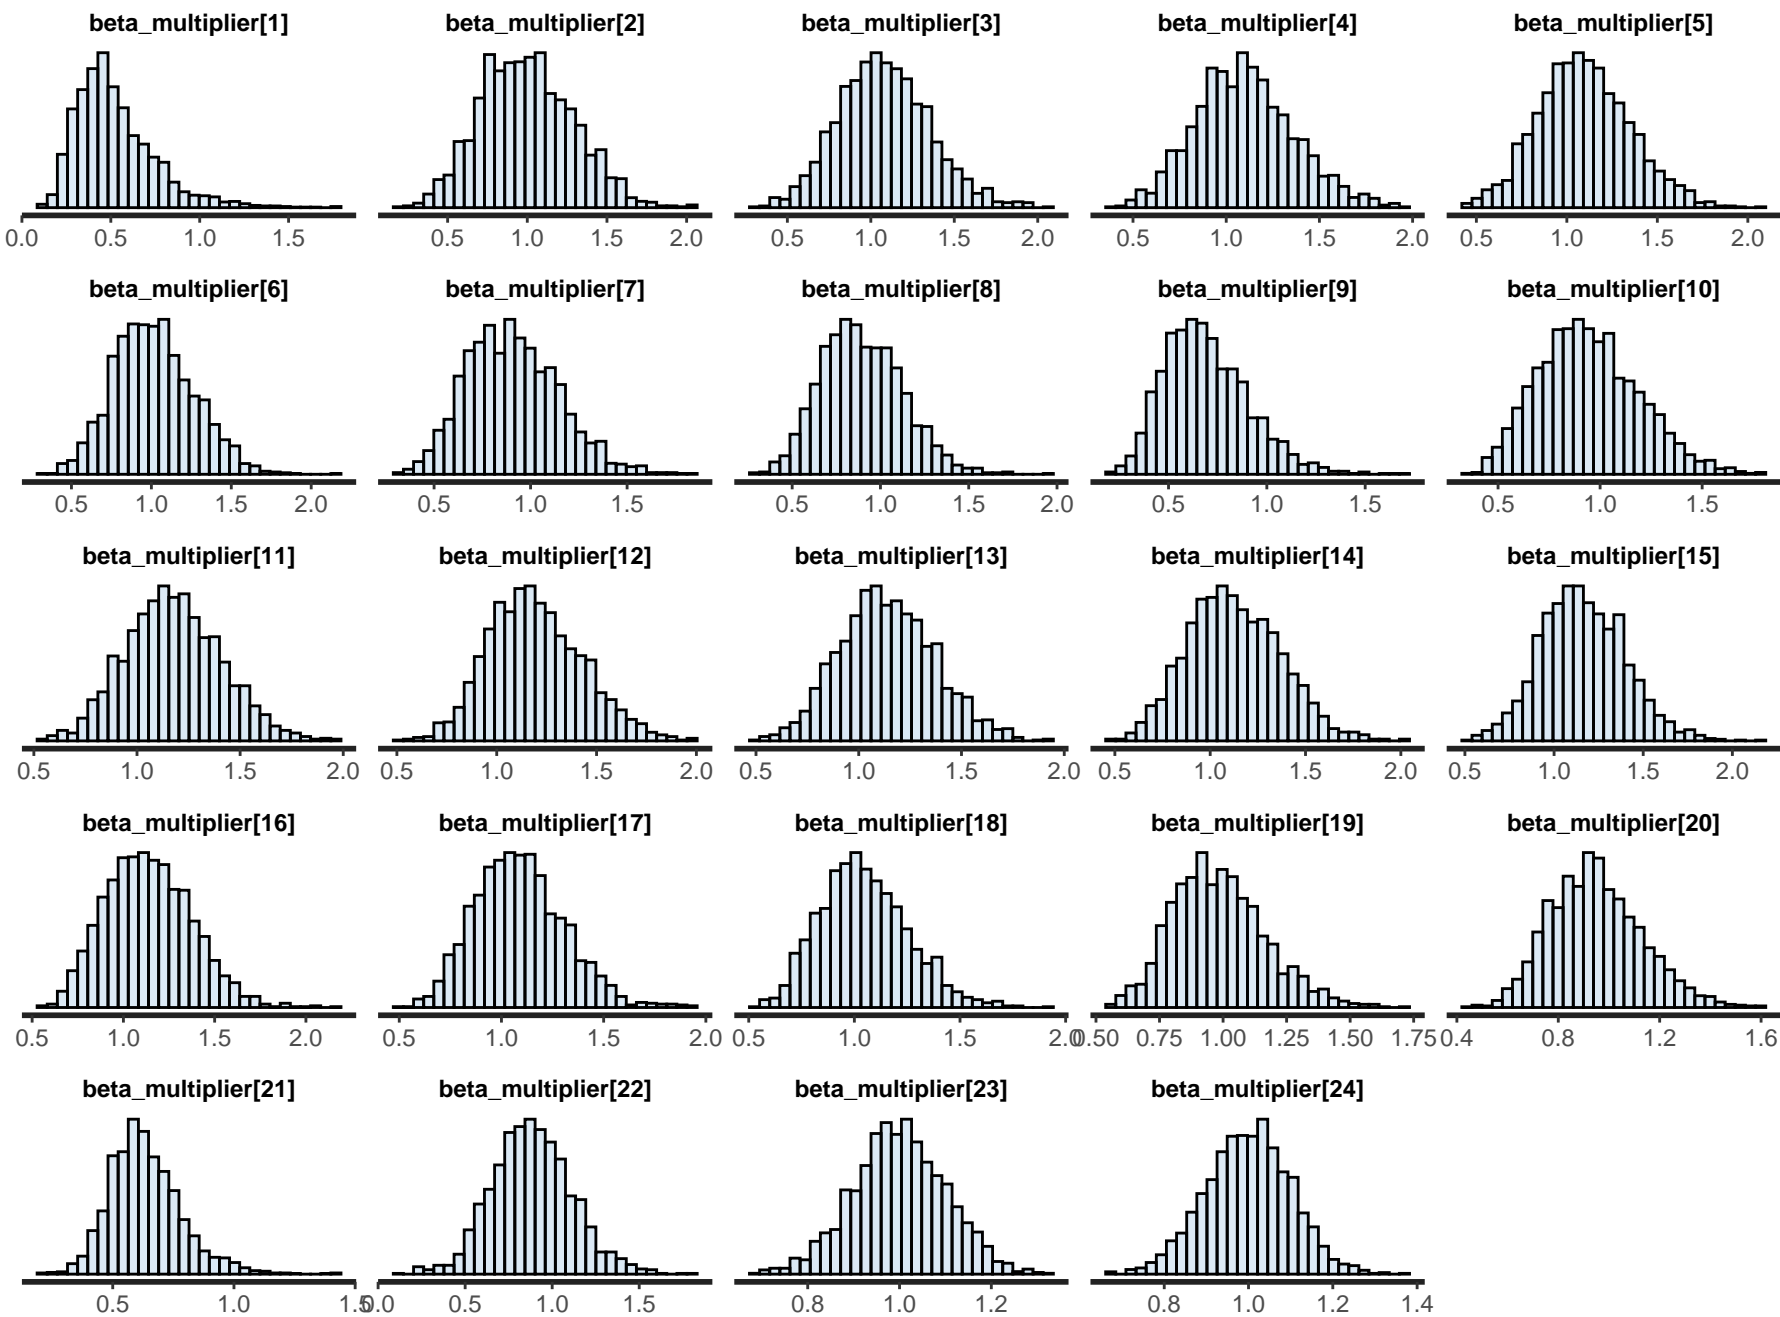 beta_multiplier[1] beta_multiplier[2] beta_multiplier[3] beta_multiplier[4] beta_multiplier[5]
0.0 0.5 1.0 1.5 0.5 1.0 1.5 2.0 0.5 1.0 1.5 2.0 0.5 1.0 1.5 2.0 0.5 1.0 1.5 2.0
beta_multiplier[6] beta_multiplier[7] beta_multiplier[8] beta_multiplier[9] beta_multiplier[10]
0.5 1.0 1.5 2.0 0.5 1.0 1.5 0.5 1.0 1.5 2.0 0.5 1.0 1.5 0.5 1.0 1.5
beta_multiplier[11] beta_multiplier[12] beta_multiplier[13] beta_multiplier[14] beta_multiplier[15]
0.5 1.0 1.5 2.0 0.5 1.0 1.5 2.0 0.5 1.0 1.5 2.0 0.5 1.0 1.5 2.0 0.5 1.0 1.5 2.0
beta_multiplier[16] beta_multiplier[17] beta_multiplier[18] beta_multiplier[19] beta_multiplier[20]
0.5 1.0 1.5 2.0 0.5 1.0 1.5 2.0 0.5 1.0 1.5 2.0 0.50 0.75 1.00 1.25 1.50 1.75 0.4 0.8 1.2 1.6
beta_multiplier[21] beta_multiplier[22] beta_multiplier[23] beta_multiplier[24]
0.5 1.0 1.5 0.0 0.5 1.0 1.5 0.8 1.0 1.2 0.8 1.0 1.2 1.4